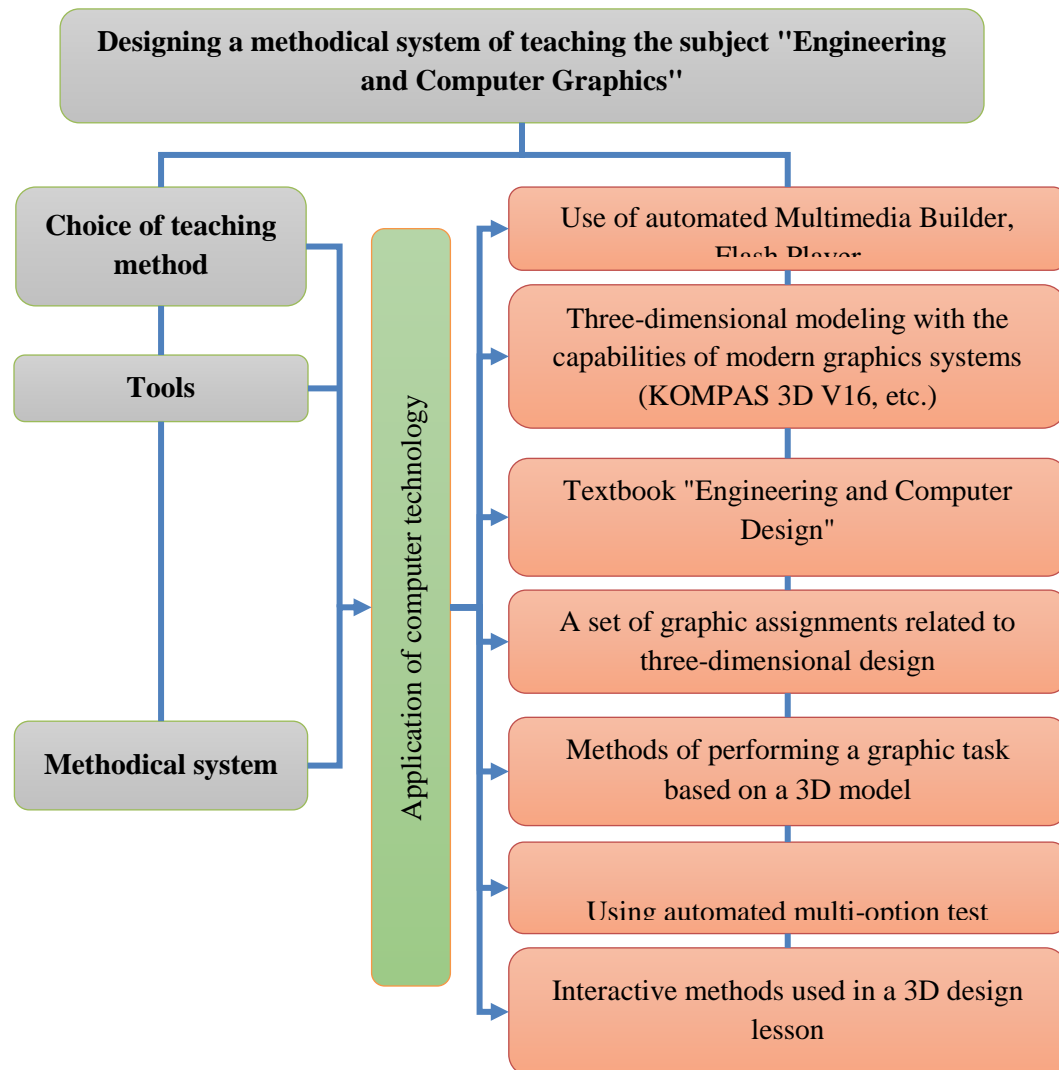 Designing a methodical system of teaching the subject "Engineering
and Computer Graphics"
Choice of teaching
method
Tools
Methodical system
Application of computer technology
Use of automated Multimedia Builder,
Flash Player
Three-dimensional modeling with the
capabilities of modern graphics systems
(KOMPAS 3D V16, etc.)
Textbook "Engineering and Computer
Design"
A set of graphic assignments related to
three-dimensional design
Methods of performing a graphic task
based on a 3D model
Using automated multi-option test
Interactive methods used in a 3D design
lesson